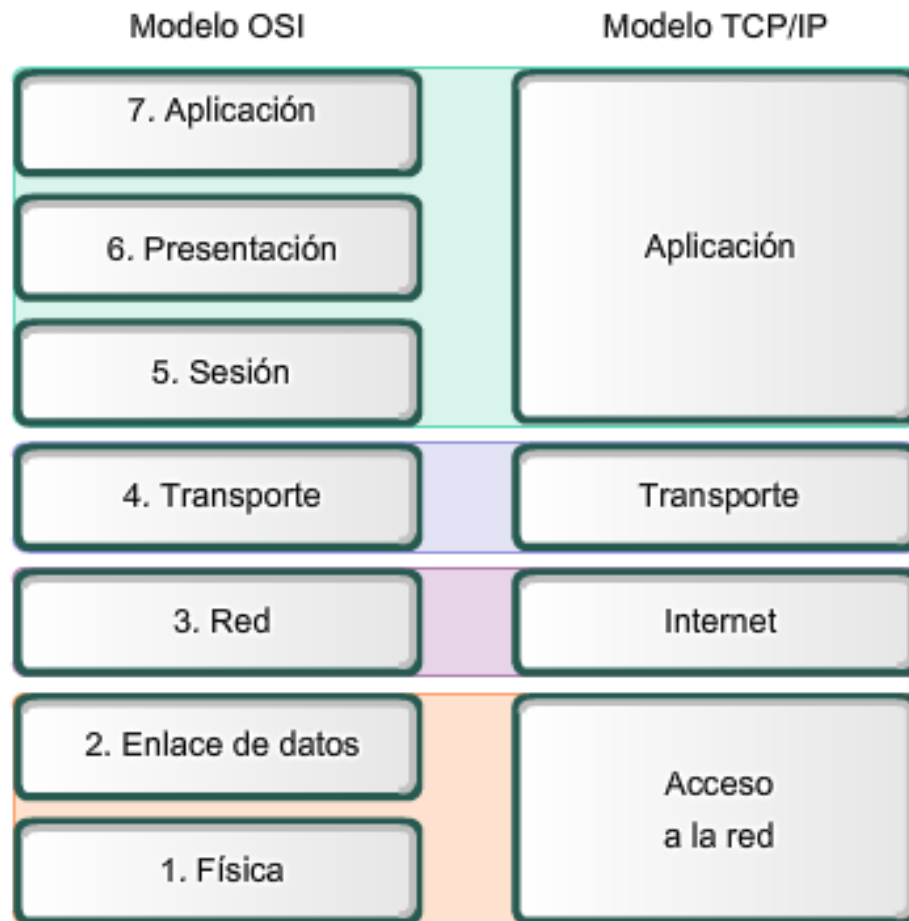 Modelo OSI
Modelo TCP/IP
7. Aplicación
6. Presentación
5. Sesión
Aplicación
4. Transporte
Transporte
3. Red
Internet
2. Enlace de datos
1. Física
Acceso
a la red